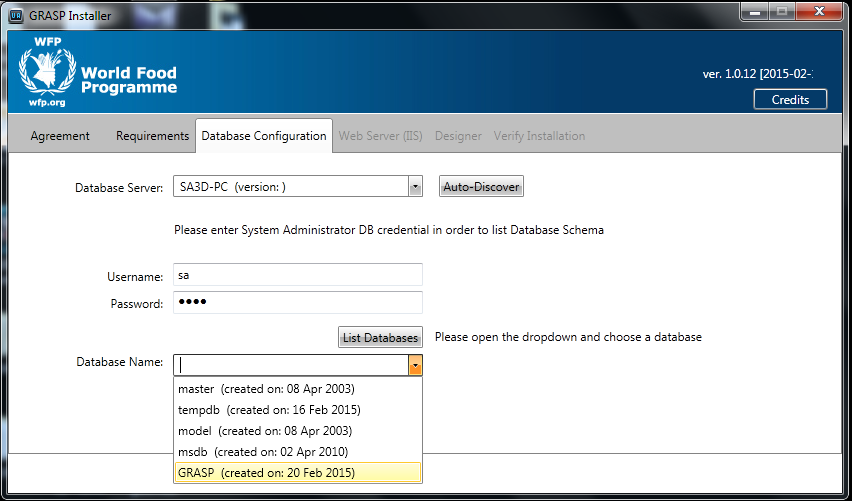 GRASP Installer
WFP
wfp.org
World Food
Programme
ver. 1.0.12 [2015-02-1
Credits
Agreement Requirements Database Configuration Web Server (IIS) Designer Verify Installation
Database Server: SA3D-PC (version: ) Auto-Discover
Please enter System Administrator DB credential in order to list Database Schema
Username: sa
Password: ●●●●
List Databases Please open the dropdown and choose a database
Database Name:
master (created on: 08 Apr 2003)
tempdb (created on: 16 Feb 2015)
model (created on: 08 Apr 2003)
msdb (created on: 02 Apr 2010)
GRASP (created on: 20 Feb 2015)